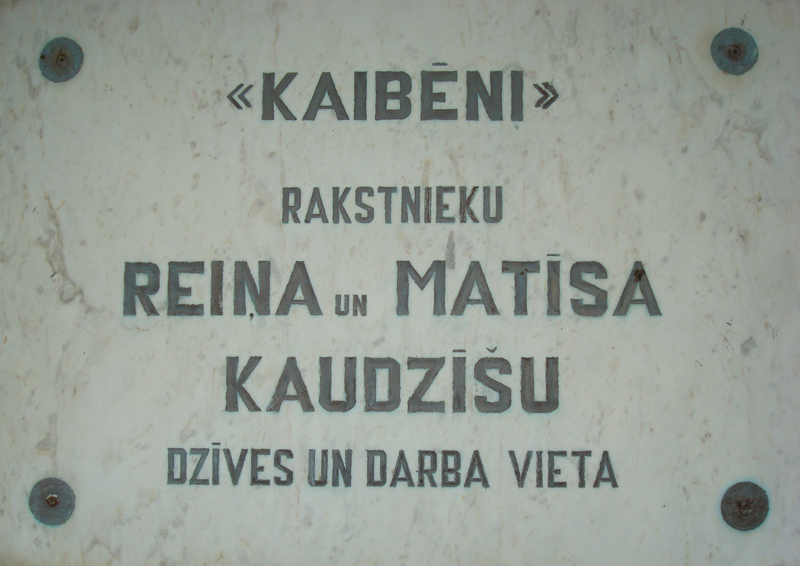 «KAIBĒNI»
RAKSTNIEKU
REIŅA UN MATĪSA
KAUDZĪŠU
DZĪVES UN DARBA VIETA